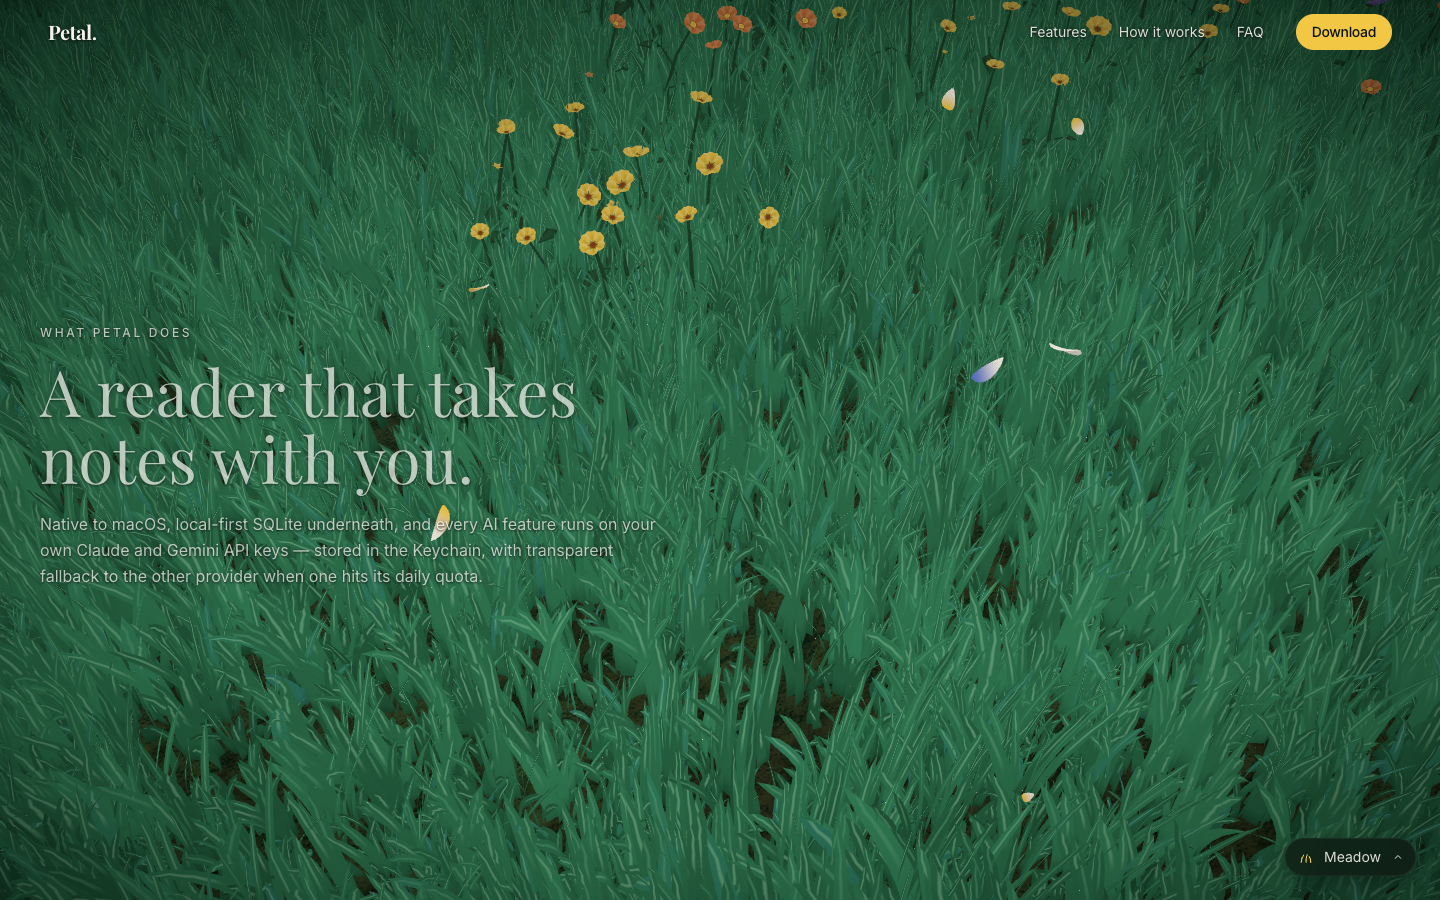 Petal.
Features
How it works
FAQ
Download
WHAT PETAL DOES
A reader that takes
notes with you.
Native to macOS, local-first SQLite underneath, and every AI feature runs on your
own Claude and Gemini API keys — stored in the Keychain, with transparent
fallback to the other provider when one hits its daily quota.
Meadow